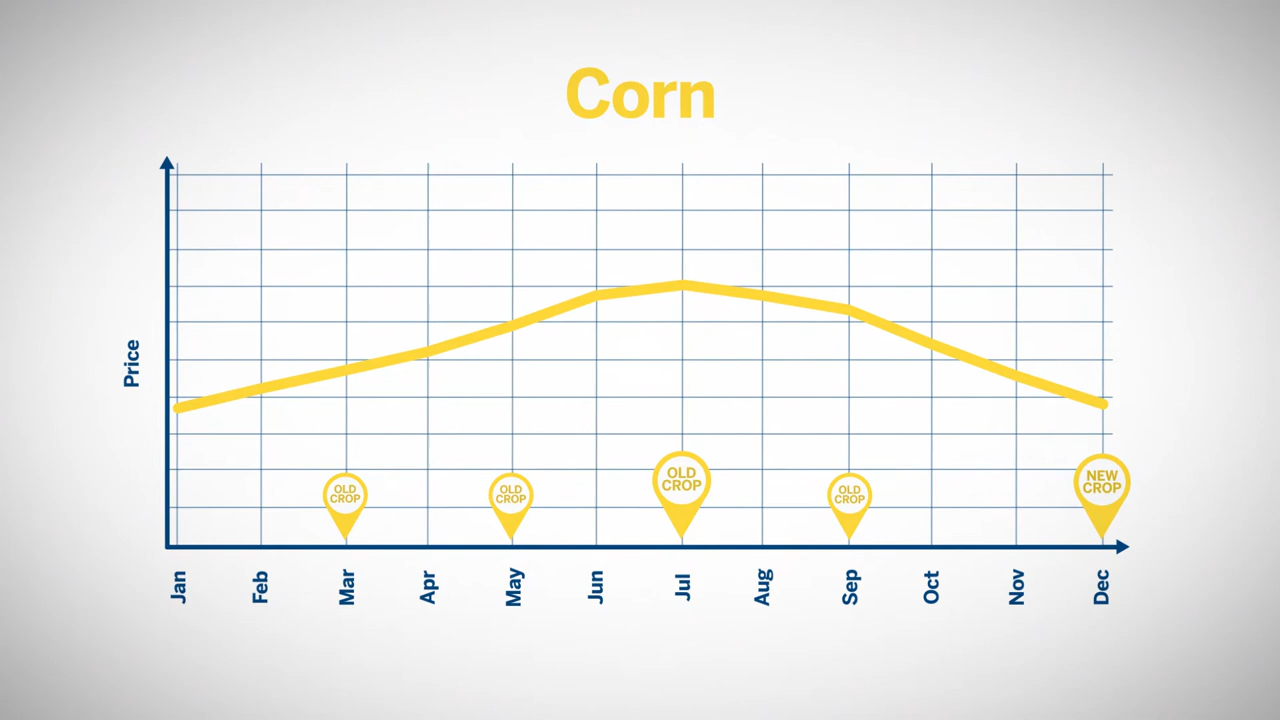 Corn
Price
OLD
CROP
OLD
CROP
OLD
CROP
OLD
CROP
NEW
CROP
Jan
Feb
Mar
Apr
May
Jun
Jul
Aug
Sep
Oct
Nov
Dec